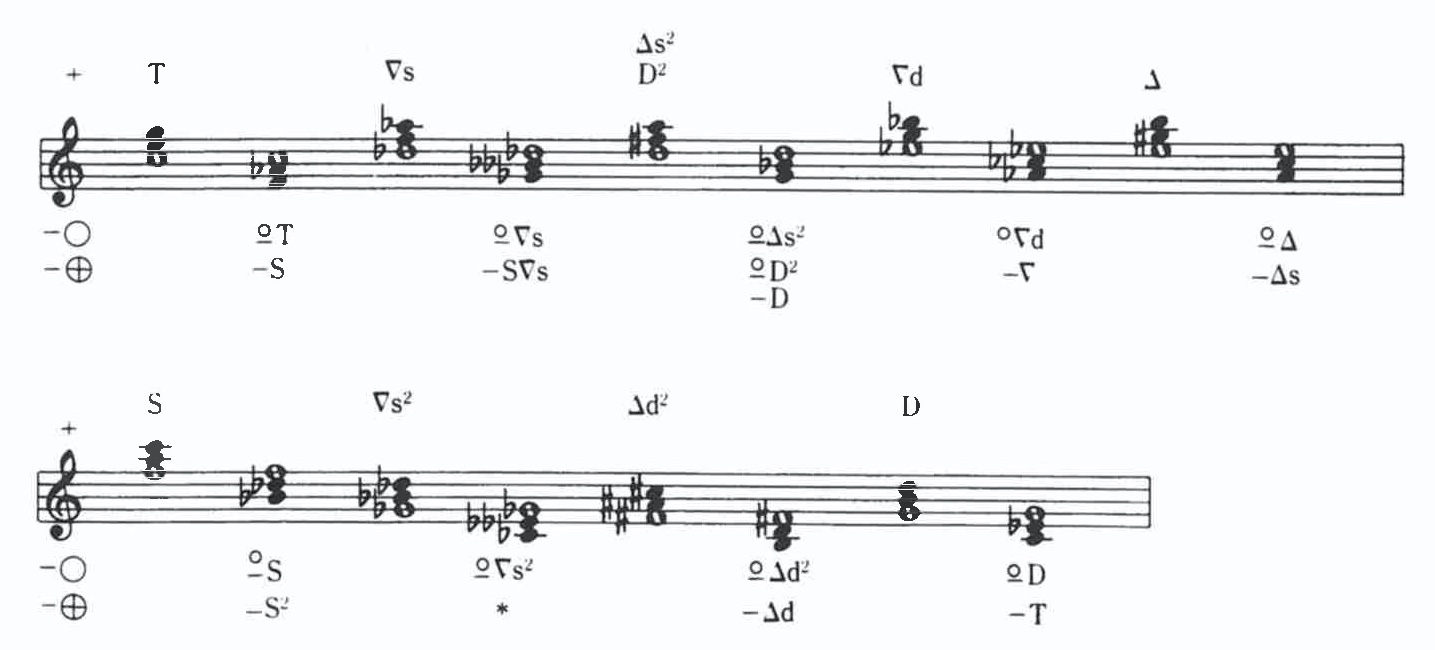 Δs²
+ T ∇s D² ∇d Δ
−○ o̲T o̲∇s o̲Δs² °∇d o̲Δ
−⊕ −S −S∇s o̲D² −∇ −Δs
−D
S ∇s² Δd² D
+
−○ o̲S o̲∇s² o̲Δd² o̲D
−⊕ −S² * −Δd −T